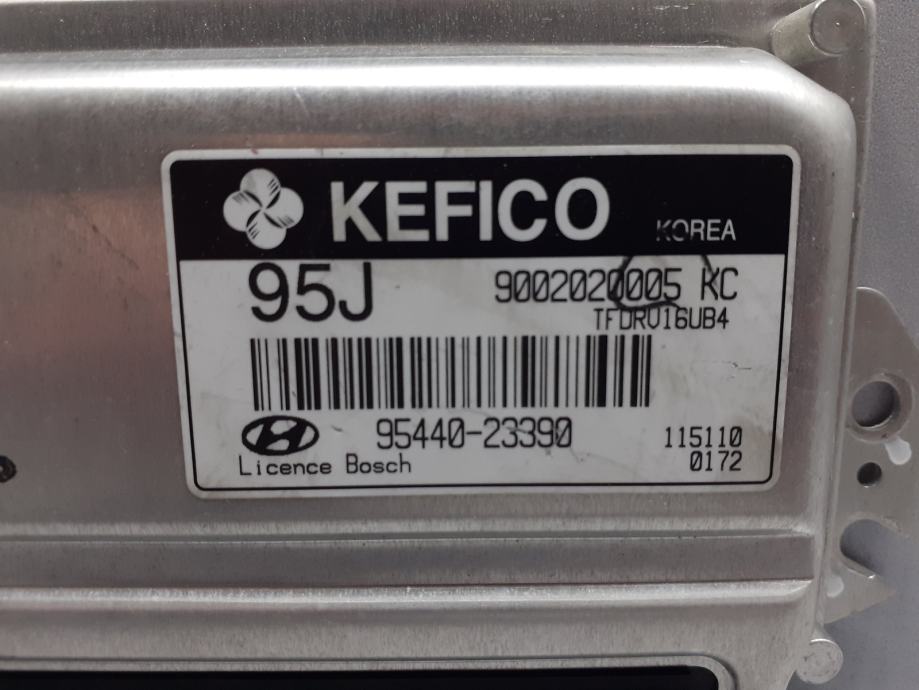 KEFICO KOREA
95J 9002020005 KC
TFDRV16UB4
95440-23390 115110
Licence Bosch 0172